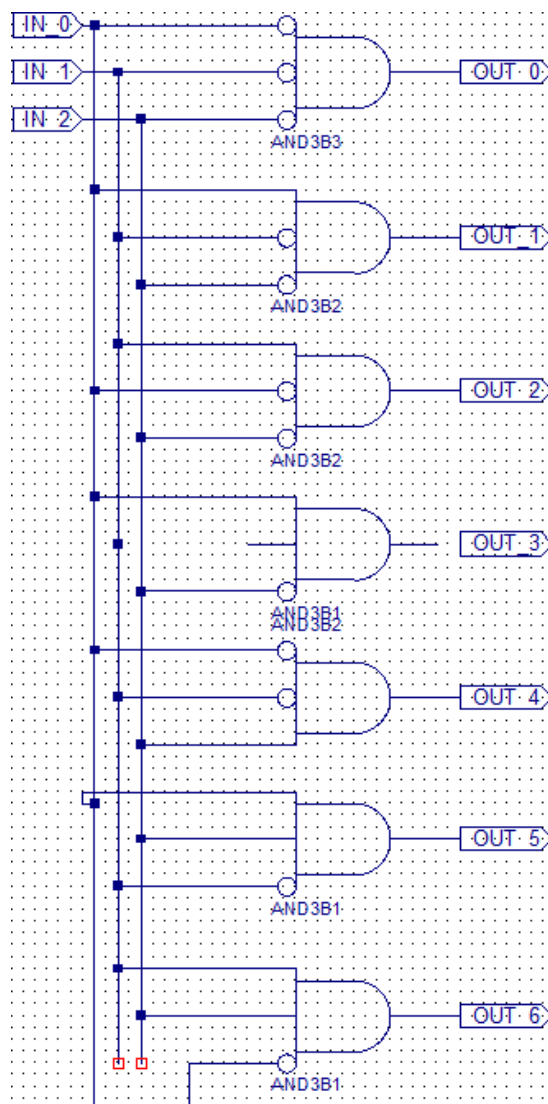 IN_0
IN_1
OUT_0
IN_2
AND3B3
OUT_1
AND3B2
OUT_2
AND3B2
OUT_3
AND3B1
AND3B2
OUT_4
OUT_5
AND3B1
OUT_6
AND3B1